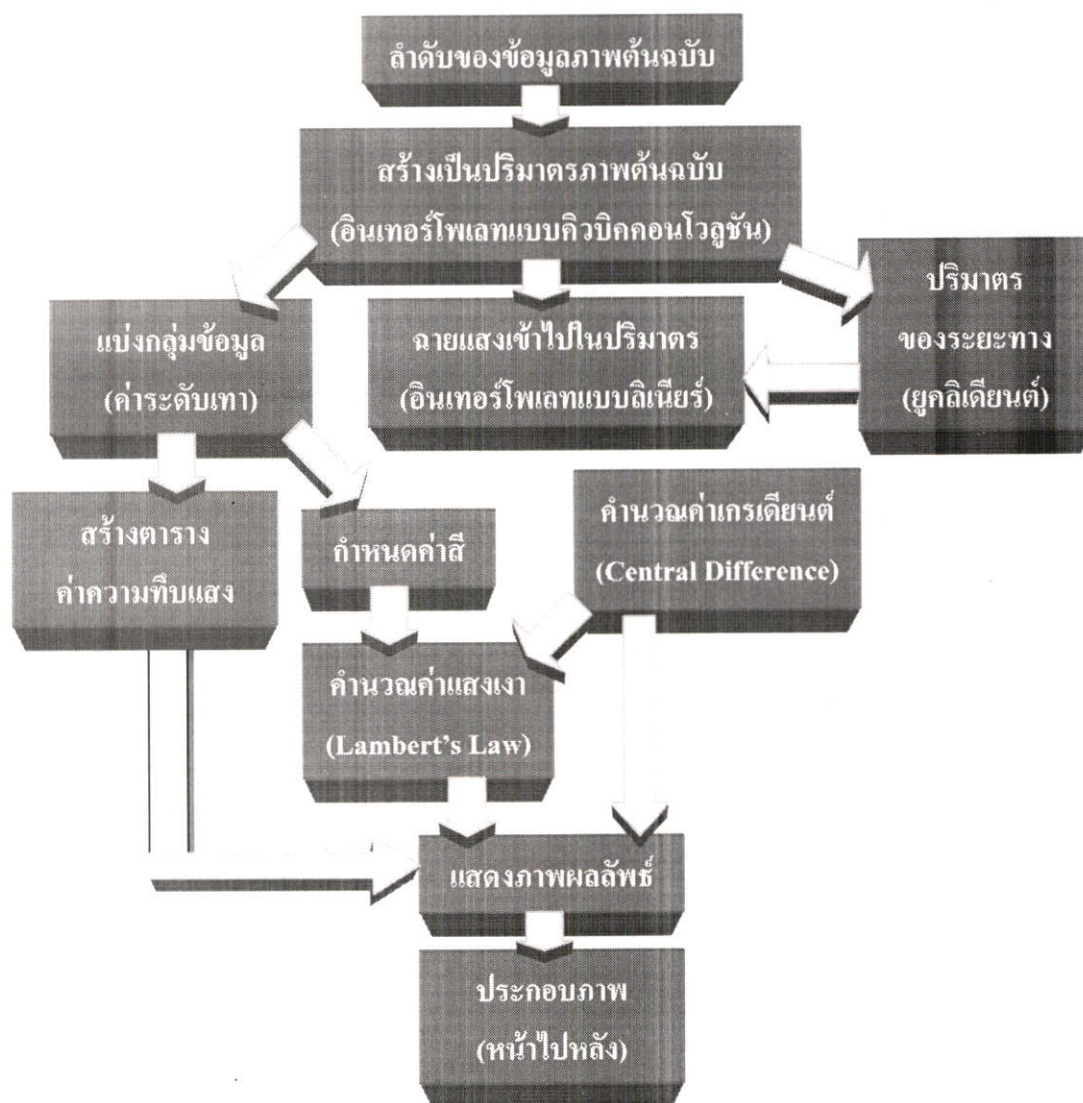 ลำดับของข้อมูลภาพต้นฉบับ
สร้างเป็นปริมาตรภาพต้นฉบับ
(อินเทอร์โพเลทแบบคิวบิคคอนโวลูชัน)
ปริมาตร
ของระยะทาง
(ยูคลิเดียนต์)
แบ่งกลุ่มข้อมูล
(ค่าระดับเทา)
ฉายแสงเข้าไปในปริมาตร
(อินเทอร์โพเลทแบบลิเนียร์)
สร้างตาราง
ค่าความทึบแสง
กำหนดค่าสี
คำนวณค่าเกรเดียนต์
(Central Difference)
คำนวณค่าแสงเงา
(Lambert's Law)
แสดงภาพผลลัพธ์
ประกอบภาพ
(หน้าไปหลัง)